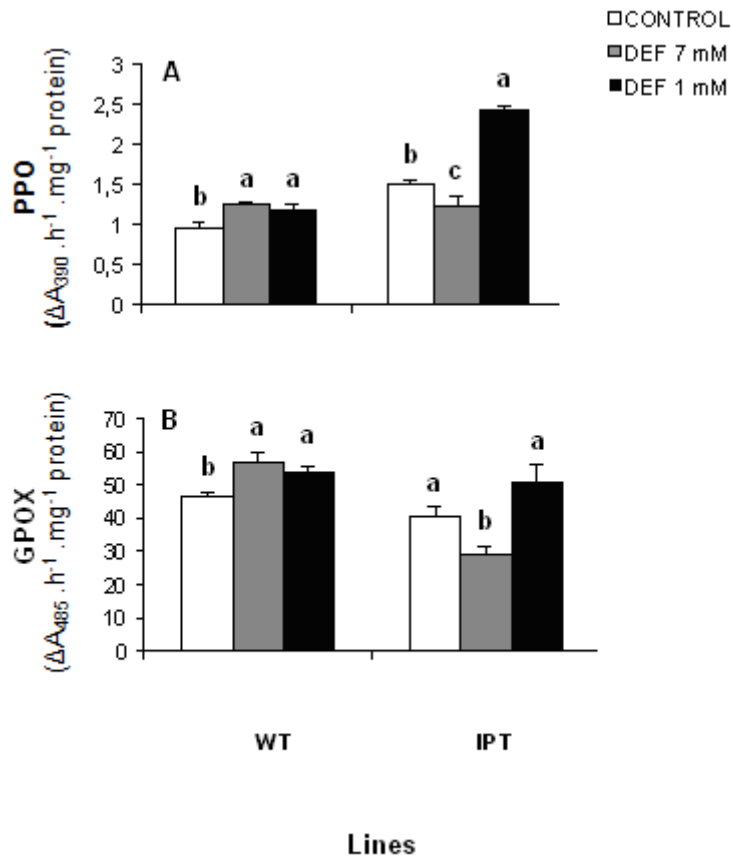 CONTROL
DEF 7 mM
DEF 1 mM
A
PPO
(ΔA₃₉₀ .h⁻¹ .mg⁻¹ protein)
3
2,5
2
1,5
1
0,5
0
b
a
a
b
c
a
B
GPOX
(ΔA₄₈₅ .h⁻¹ .mg⁻¹ protein)
70
60
50
40
30
20
10
0
b
a
a
a
b
a
WT
IPT
Lines